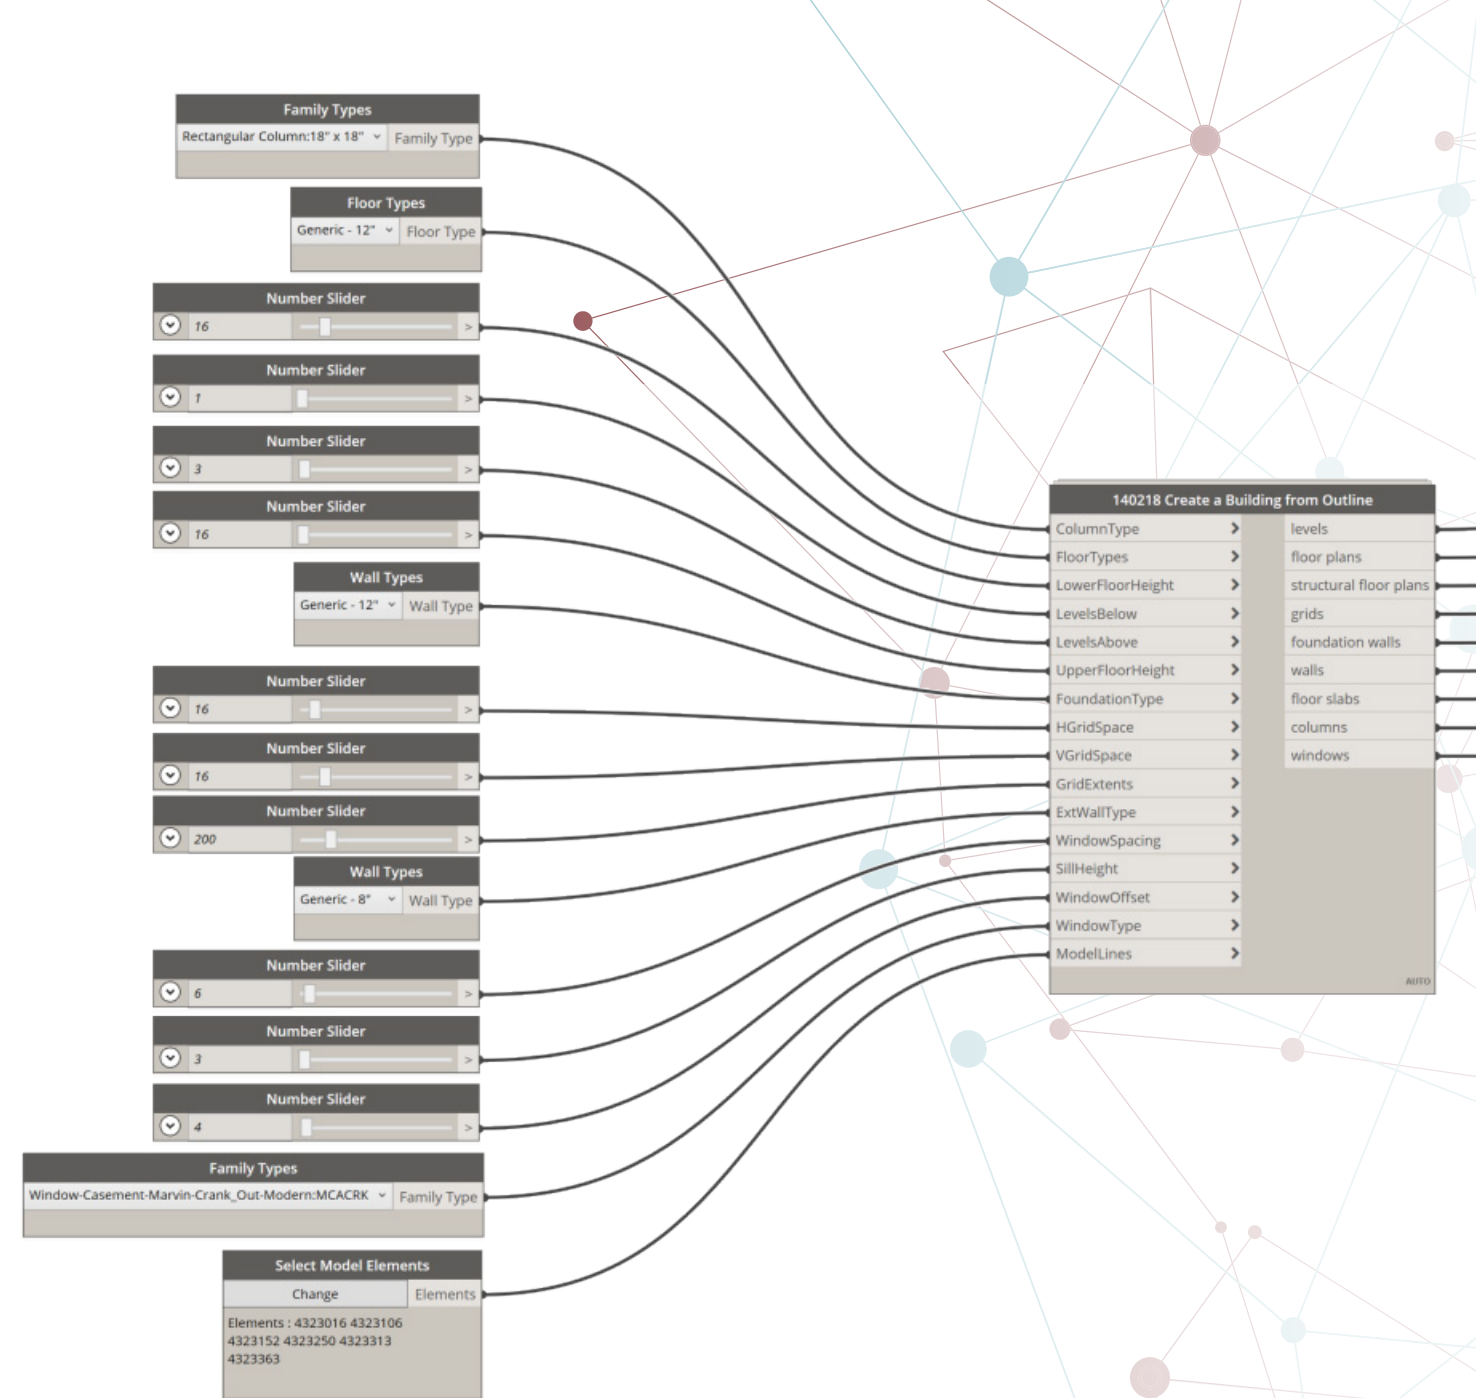 Family Types
Rectangular Column:18" x 18" Family Type
Floor Types
Generic - 12" Floor Type
Number Slider
16 >
Number Slider
1 >
Number Slider
3 >
Number Slider
16 >
Wall Types
Generic - 12" Wall Type
Number Slider
16 >
Number Slider
16 >
Number Slider
200 >
Wall Types
Generic - 8" Wall Type
Number Slider
6 >
Number Slider
3 >
Number Slider
4 >
Family Types
Window-Casement-Marvin-Crank_Out-Modern:MCACRK Family Type
Select Model Elements
Change Elements
Elements : 4323016 4323106
4323152 4323250 4323313
4323363
140218 Create a Building from Outline
ColumnType > levels
FloorTypes > floor plans
LowerFloorHeight > structural floor plans
LevelsBelow > grids
LevelsAbove > foundation walls
UpperFloorHeight > walls
FoundationType > floor slabs
HGridSpace > columns
VGridSpace > windows
GridExtents >
ExtWallType >
WindowSpacing >
SillHeight >
WindowOffset >
WindowType >
ModelLines >
AUTO